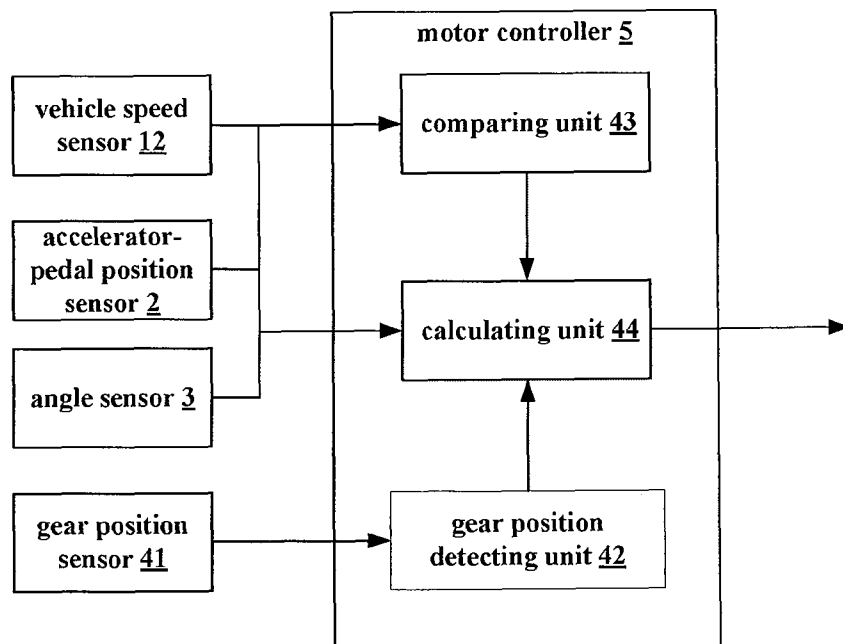 motor controller 5
vehicle speed
sensor 12
comparing unit 43
accelerator-
pedal position
sensor 2
calculating unit 44
angle sensor 3
gear position
sensor 41
gear position
detecting unit 42